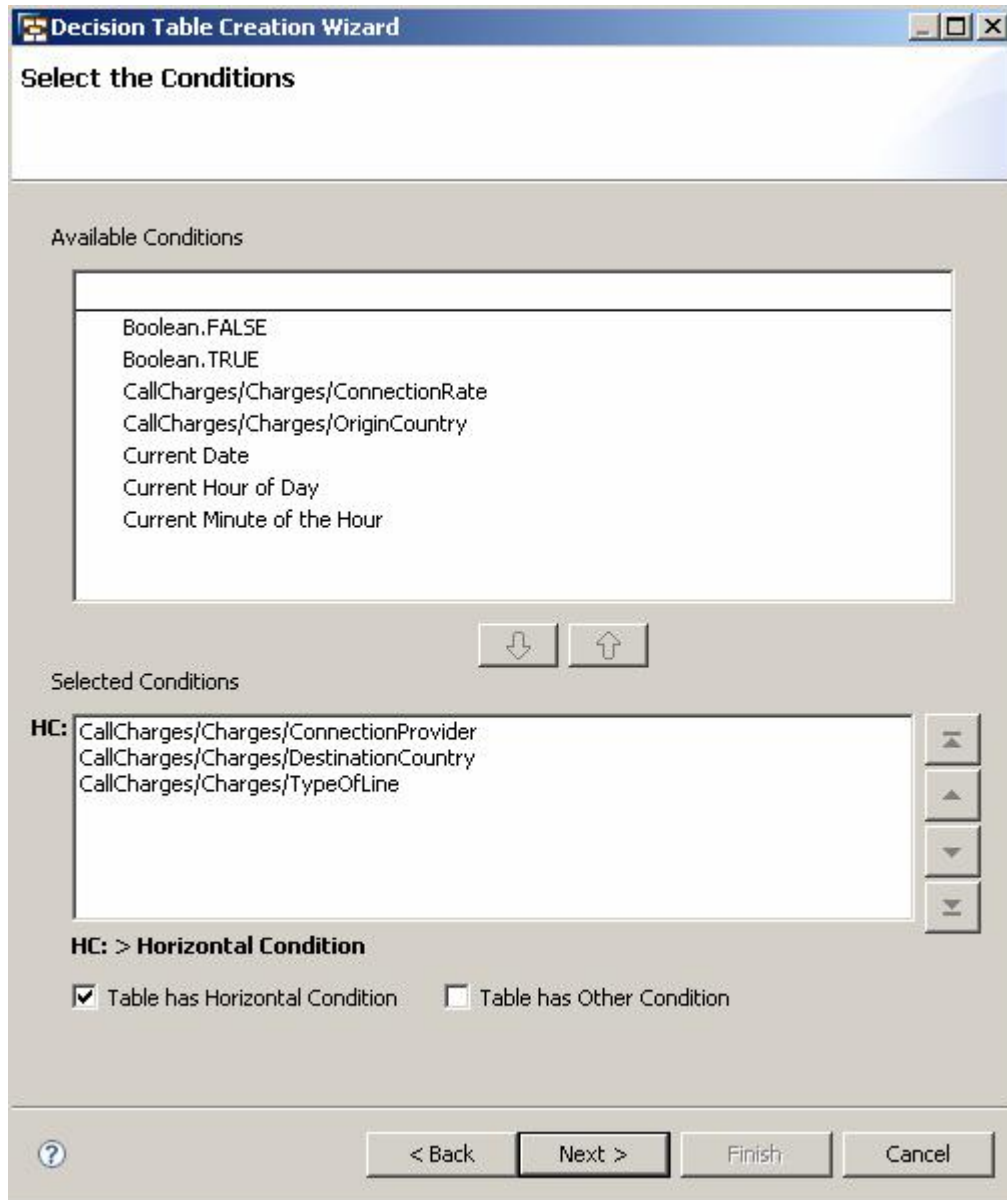 Decision Table Creation Wizard
Select the Conditions
Available Conditions
Boolean.FALSE
Boolean.TRUE
CallCharges/Charges/ConnectionRate
CallCharges/Charges/OriginCountry
Current Date
Current Hour of Day
Current Minute of the Hour
Selected Conditions
HC: CallCharges/Charges/ConnectionProvider
CallCharges/Charges/DestinationCountry
CallCharges/Charges/TypeOfLine
HC: > Horizontal Condition
Table has Horizontal Condition Table has Other Condition
? < Back Next > Finish Cancel